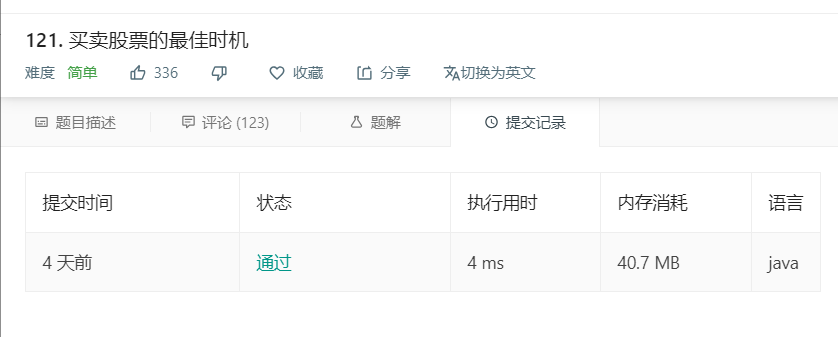 121. 买卖股票的最佳时机
难度 简单 336 收藏 分享 切换为英文
题目描述 评论 (123) 题解 提交记录
提交时间 状态 执行用时 内存消耗 语言
4 天前 通过 4 ms 40.7 MB java